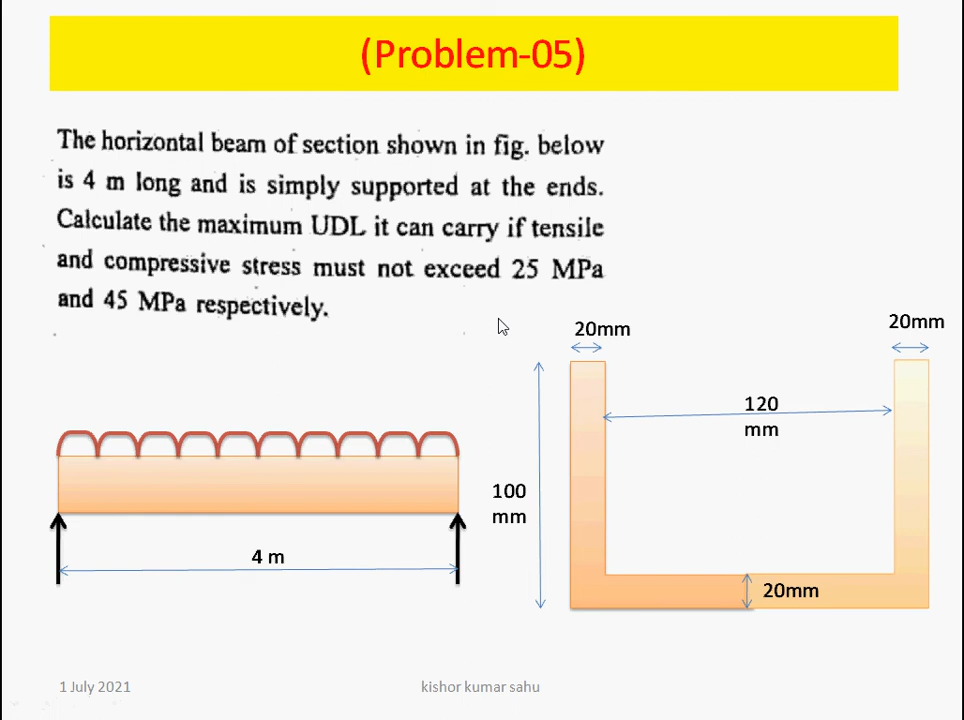 (Problem-05)
The horizontal beam of section shown in fig. below
is 4 m long and is simply supported at the ends.
Calculate the maximum UDL it can carry if tensile
and compressive stress must not exceed 25 MPa
and 45 MPa respectively.
20mm
20mm
120
mm
100
mm
4 m
20mm
1 July 2021
kishor kumar sahu